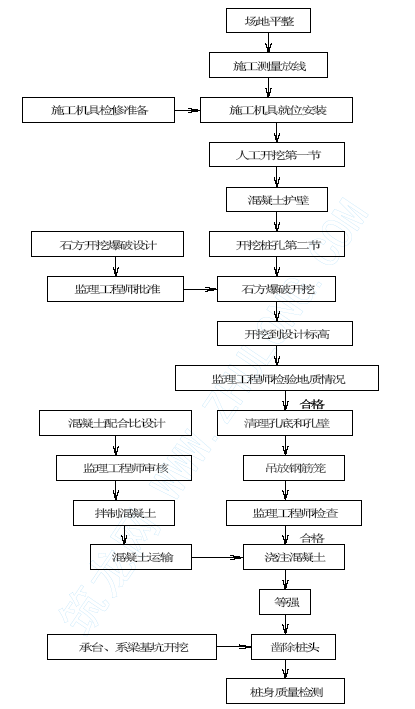 场地平整
施工测量放线
施工机具检修准备
施工机具就位安装
人工开挖第一节
混凝土护壁
石方开挖爆破设计
开挖桩孔第二节
监理工程师批准
石方爆破开挖
开挖到设计标高
监理工程师检验地质情况
合格
混凝土配合比设计
清理孔底和孔壁
监理工程师审核
吊放钢筋笼
拌制混凝土
监理工程师检查
合格
混凝土运输
浇注混凝土
等强
承台、系梁基坑开挖
凿除桩头
桩身质量检测
筑龙网 WWW.ZHULONG.COM